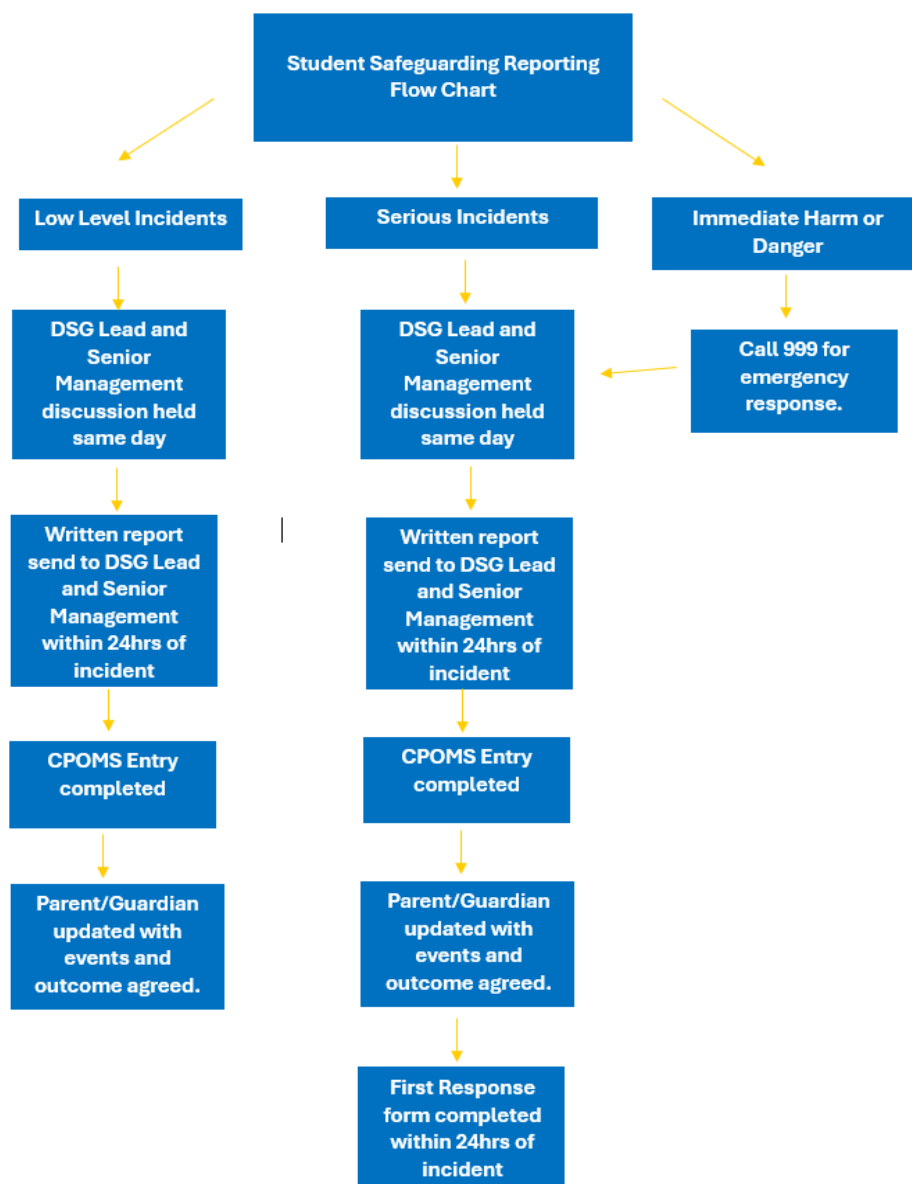 Student Safeguarding Reporting
Flow Chart
Low Level Incidents
DSG Lead and
Senior
Management
discussion held
same day
Written report
send to DSG Lead
and Senior
Management
within 24hrs of
incident
CPOMS Entry
completed
Parent/Guardian
updated with
events and
outcome agreed.
Serious Incidents
DSG Lead and
Senior
Management
discussion held
same day
Written report
send to DSG Lead
and Senior
Management
within 24hrs of
incident
CPOMS Entry
completed
Parent/Guardian
updated with
events and
outcome agreed.
First Response
form completed
within 24hrs of
incident
Immediate Harm or
Danger
Call 999 for
emergency
response.